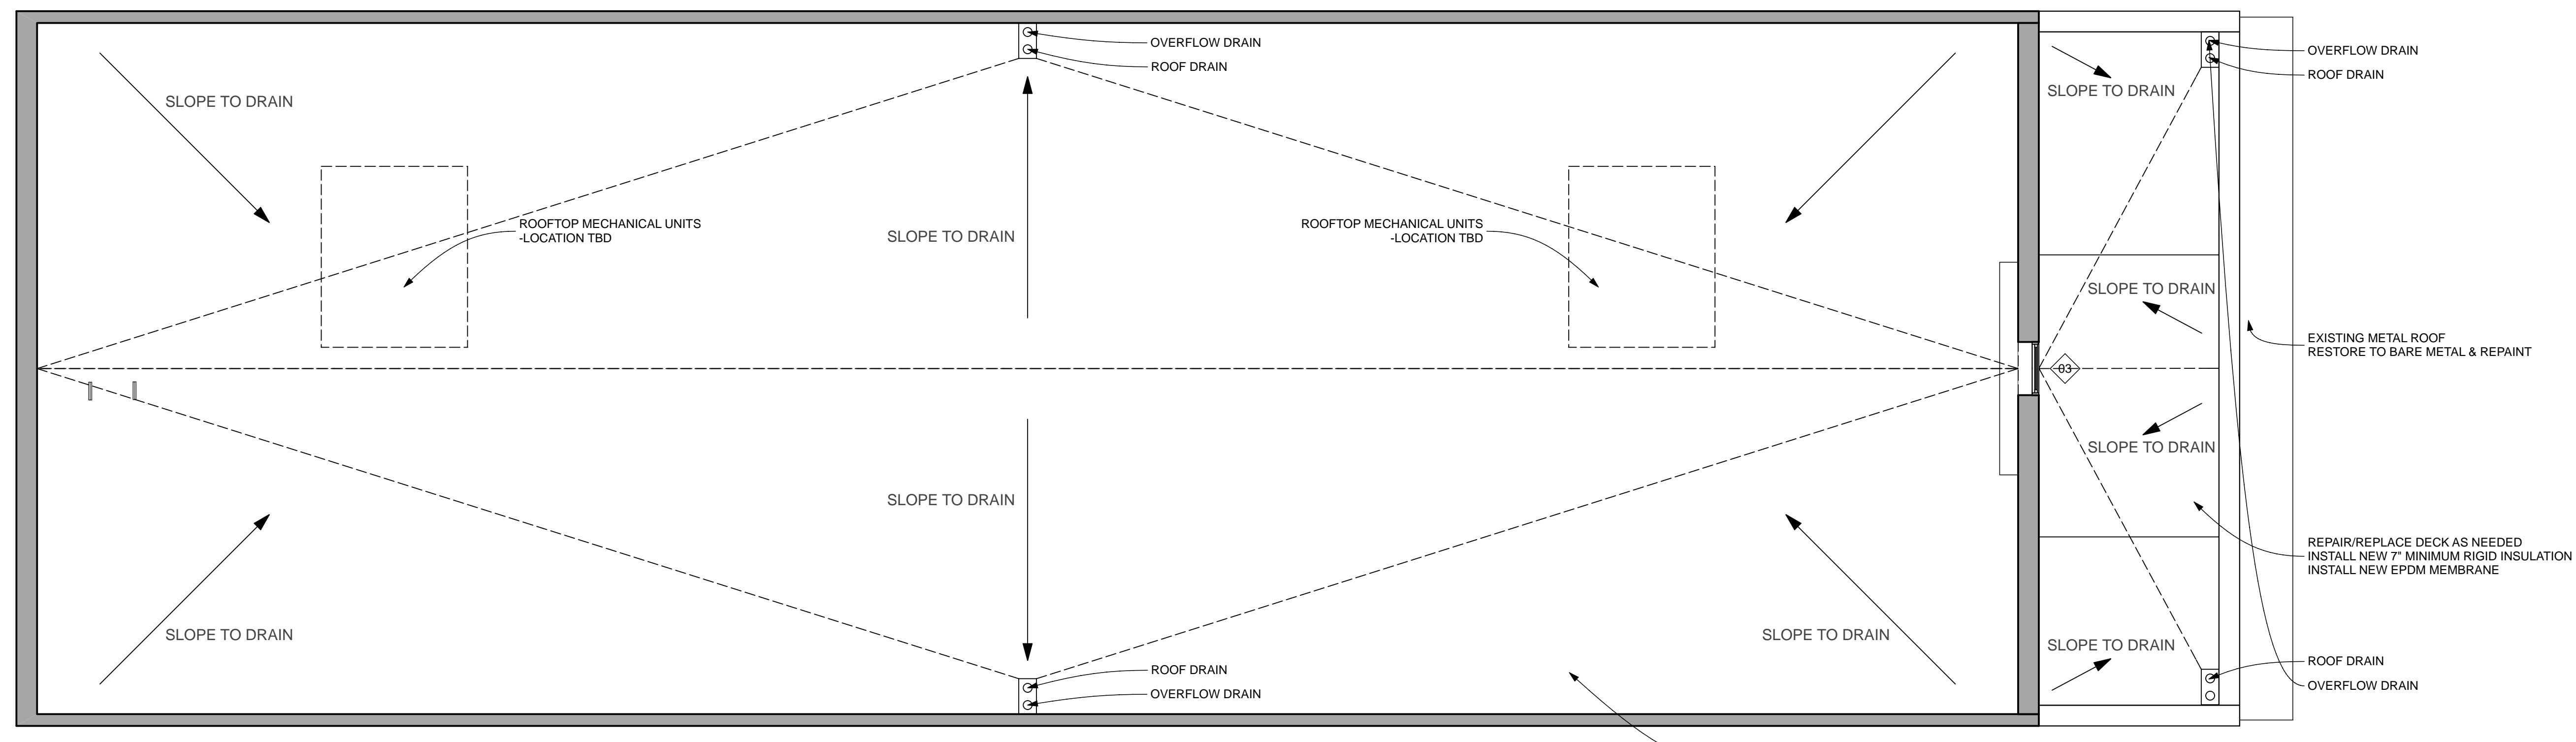 OVERFLOW DRAIN
ROOF DRAIN
OVERFLOW DRAIN
ROOF DRAIN
SLOPE TO DRAIN
SLOPE TO DRAIN
ROOFTOP MECHANICAL UNITS
-LOCATION TBD
SLOPE TO DRAIN
ROOFTOP MECHANICAL UNITS
-LOCATION TBD
SLOPE TO DRAIN
EXISTING METAL ROOF
RESTORE TO BARE METAL & REPAINT
03
SLOPE TO DRAIN
SLOPE TO DRAIN
REPAIR/REPLACE DECK AS NEEDED
INSTALL NEW 7" MINIMUM RIGID INSULATION
INSTALL NEW EPDM MEMBRANE
SLOPE TO DRAIN
SLOPE TO DRAIN
SLOPE TO DRAIN
ROOF DRAIN
OVERFLOW DRAIN
ROOF DRAIN
OVERFLOW DRAIN